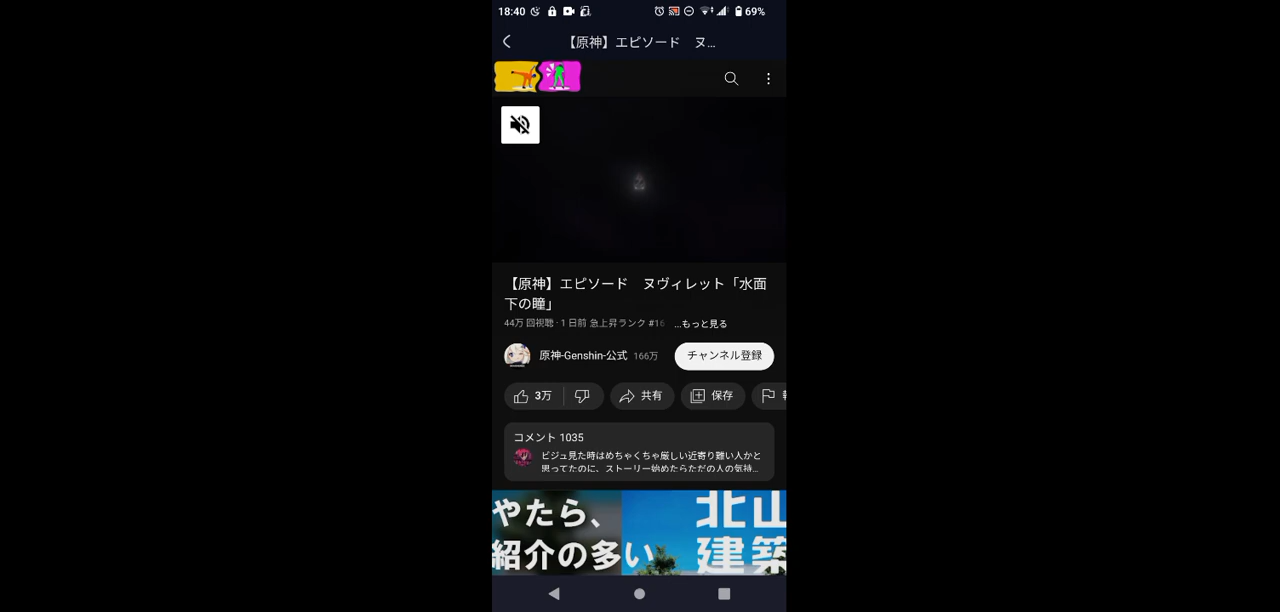 18:40
69%
【原神】エピソード　ヌ...
【原神】エピソード　ヌヴィレット「水面
下の瞳」
44万 回視聴・1 日前 急上昇ランク #16
...もっと見る
原神-Genshin-公式 166万
チャンネル登録
3万
共有
保存
コメント 1035
ビジュ見た時はめちゃくちゃ厳しい近寄り難い人かと
思ってたのに、ストーリー始めたらただの人の気持...
やたら、
紹介の多い
北山
建築